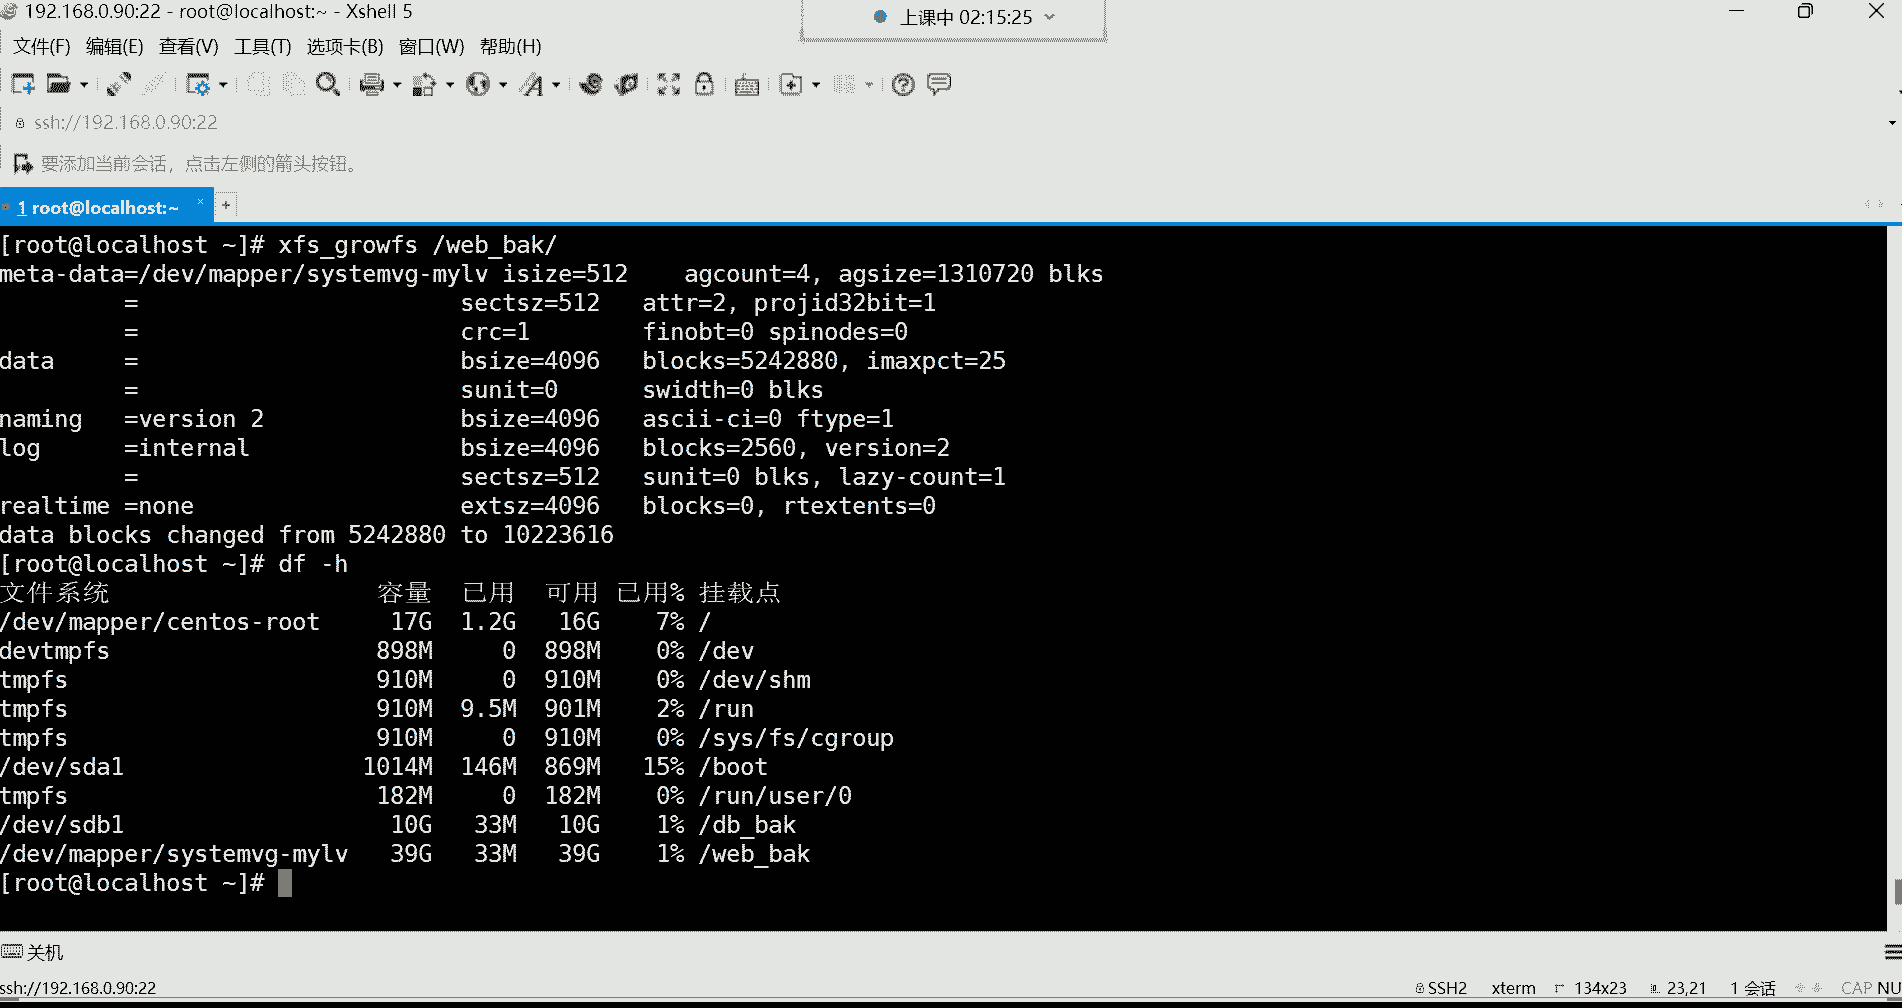 192.168.0.90:22 - root@localhost:~ - Xshell 5
上课中 02:15:25
文件(F) 编辑(E) 查看(V) 工具(T) 选项卡(B) 窗口(W) 帮助(H)
ssh://192.168.0.90:22
要添加当前会话，点击左侧的箭头按钮。
1 root@localhost:~ × +
[root@localhost ~]# xfs_growfs /web_bak/
meta-data=/dev/mapper/systemvg-mylv isize=512    agcount=4, agsize=1310720 blks
         =                       sectsz=512   attr=2, projid32bit=1
         =                       crc=1        finobt=0 spinodes=0
data     =                       bsize=4096   blocks=5242880, imaxpct=25
         =                       sunit=0      swidth=0 blks
naming   =version 2              bsize=4096   ascii-ci=0 ftype=1
log      =internal               bsize=4096   blocks=2560, version=2
         =                       sectsz=512   sunit=0 blks, lazy-count=1
realtime =none                   extsz=4096   blocks=0, rtextents=0
data blocks changed from 5242880 to 10223616
[root@localhost ~]# df -h
文件系统                   容量  已用  可用 已用% 挂载点
/dev/mapper/centos-root     17G  1.2G   16G    7% /
devtmpfs                   898M     0  898M    0% /dev
tmpfs                      910M     0  910M    0% /dev/shm
tmpfs                      910M  9.5M  901M    2% /run
tmpfs                      910M     0  910M    0% /sys/fs/cgroup
/dev/sda1                 1014M  146M  869M   15% /boot
tmpfs                      182M     0  182M    0% /run/user/0
/dev/sdb1                   10G   33M   10G    1% /db_bak
/dev/mapper/systemvg-mylv   39G   33M   39G    1% /web_bak
[root@localhost ~]#
关机
ssh://192.168.0.90:22 SSH2 xterm 134x23 23,21 1 会话 CAP NU